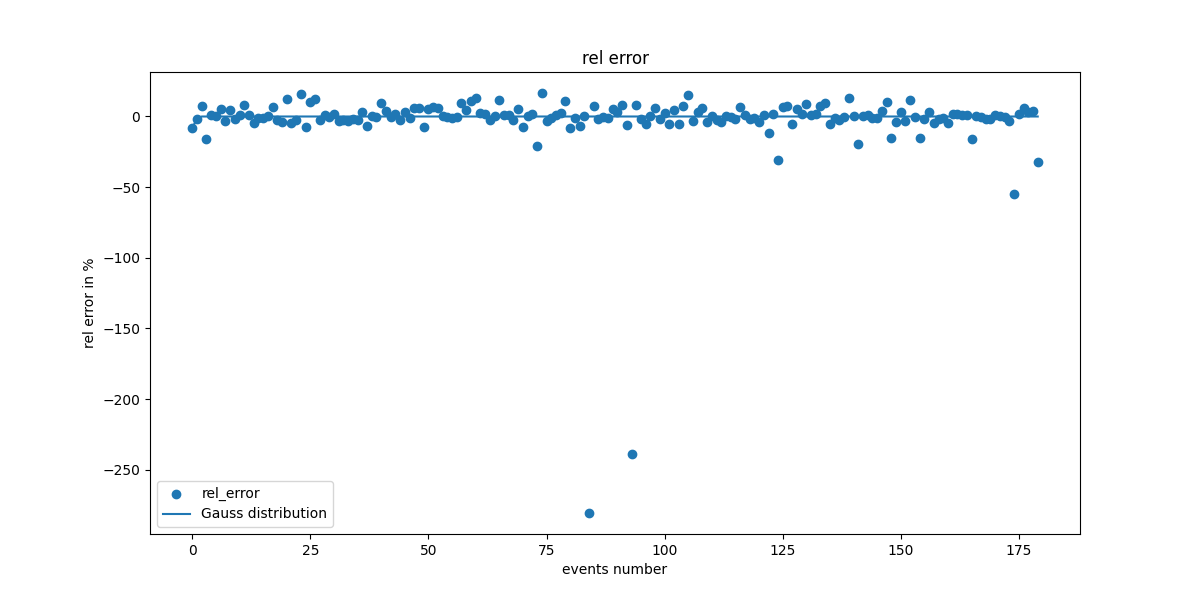 rel error
0
−50
−100
−150
−200
−250
rel error in %
rel_error
Gauss distribution
0 25 50 75 100 125 150 175
events number